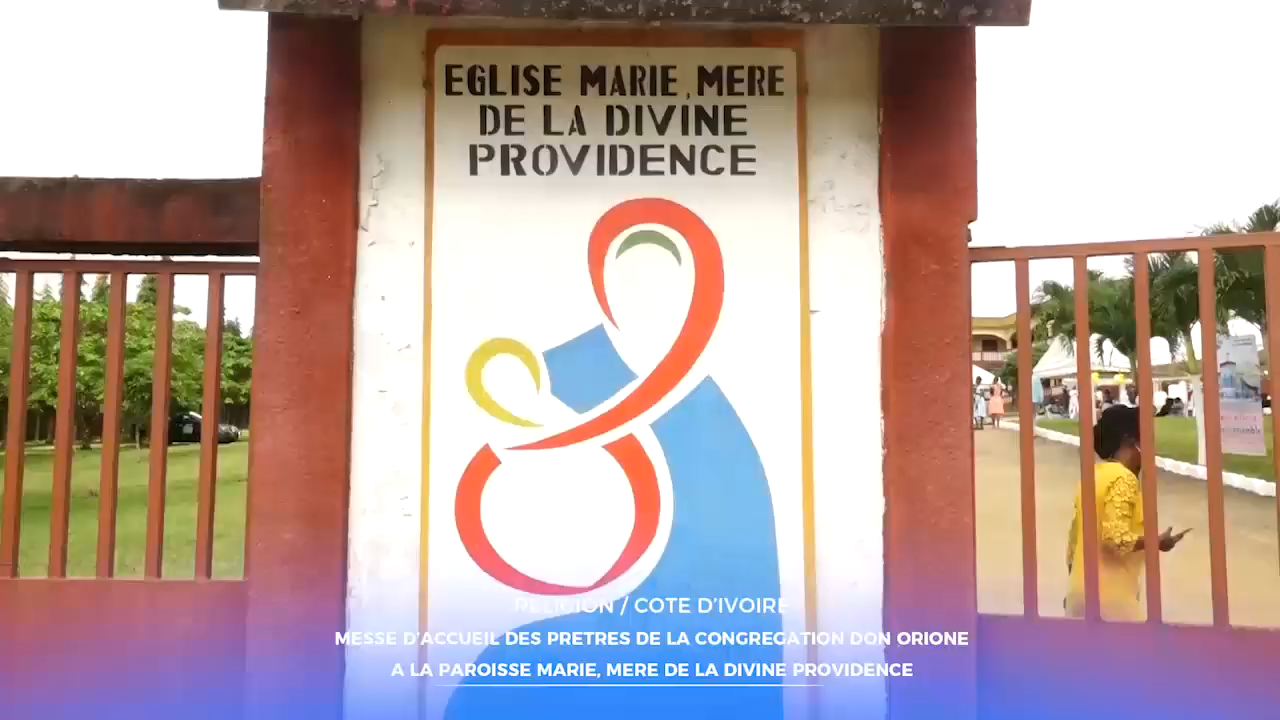 EGLISE MARIE, MERE
DE LA DIVINE
PROVIDENCE
RELIGION / COTE D'IVOIRE
MESSE D'ACCUEIL DES PRETRES DE LA CONGREGATION DON ORIONE
A LA PAROISSE MARIE, MERE DE LA DIVINE PROVIDENCE